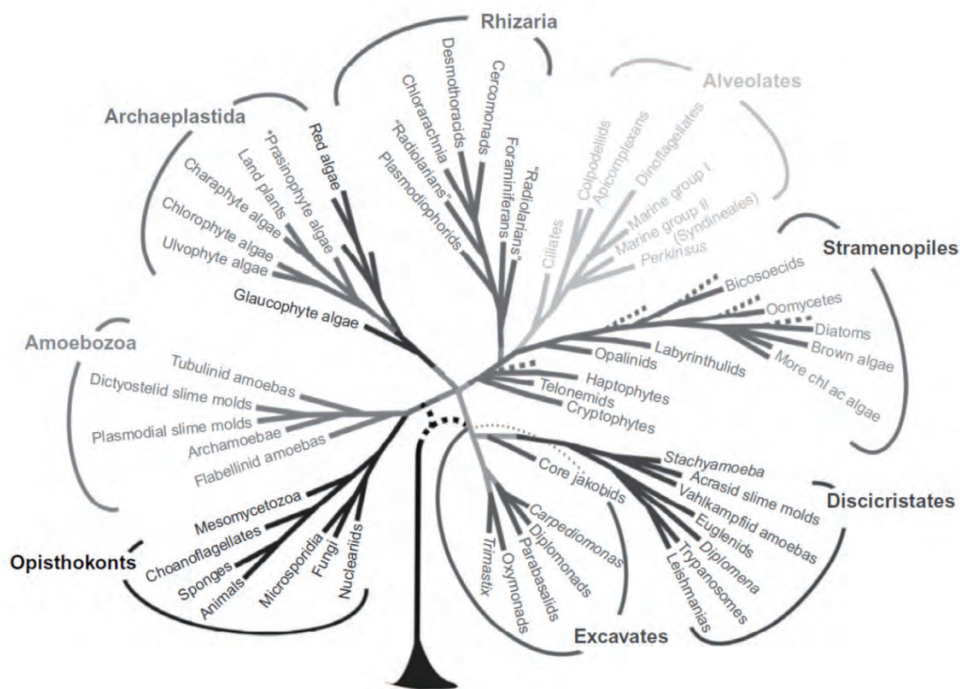 Rhizaria
Desmothoracids
Cercomonads
Chlorarachnia
"Radiolarians"
Plasmodiophorids
Foraminiferans
"Radiolarians"
Alveolates
Colpodellids
Apicomplexans
Dinoflagellates
Marine group I
Marine group II
(Syndineales)
Perkinsus
Ciliates
Archaeplastida
Red algae
"Prasinophyte algae
Land plants
Charaphyte algae
Chlorophyte algae
Ulvophyte algae
Glaucophyte algae
Stramenopiles
Bicosoecids
Oomycetes
Diatoms
Brown algae
More chl ac algae
Labyrinthulids
Opalinids
Haptophytes
Telonemids
Cryptophytes
Amoebozoa
Tubulinid amoebas
Dictyostelid slime molds
Plasmodial slime molds
Archamoebae
Flabellinid amoebas
Opisthokonts
Mesomycetozoa
Choanoflagellates
Sponges
Animals
Microsporidia
Fungi
Nucleariids
Discicristates
Stachyamoeba
Acrasid slime molds
Vahlkampfiid amoebas
Euglenids
Diplomena
Trypanosomes
Leishmanias
Core jakobids
Excavates
Carpediomonas
Diplomonads
Parabasalids
Oxymonads
Trimastix